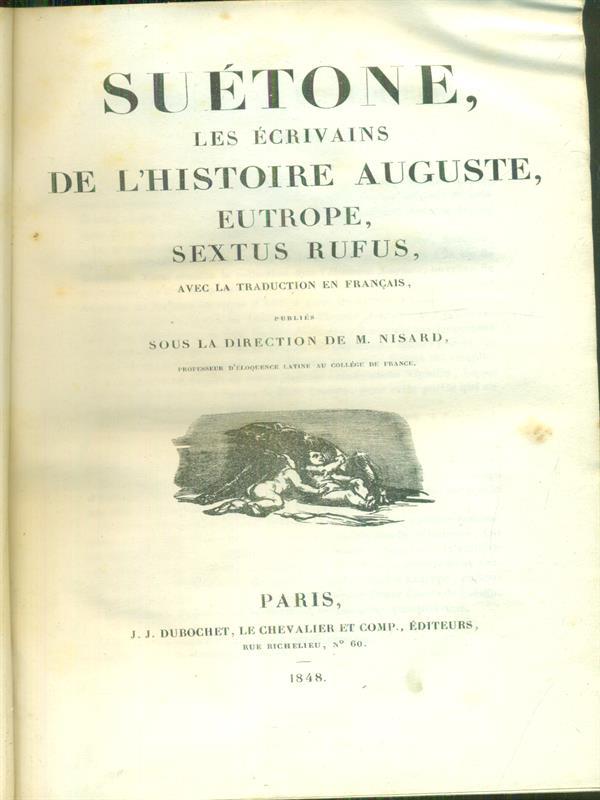 SUÉTONE,
LES ÉCRIVAINS
DE L'HISTOIRE AUGUSTE,
EUTROPE,
SEXTUS RUFUS,
AVEC LA TRADUCTION EN FRANÇAIS,
PUBLIÉS
SOUS LA DIRECTION DE M. NISARD,
PROFESSEUR D'ÉLOQUENCE LATINE AU COLLÉGE DE FRANCE.
PARIS,
J. J. DUBOCHET, LE CHEVALIER ET COMP., ÉDITEURS,
RUE RICHELIEU, Nº 60.
1848.